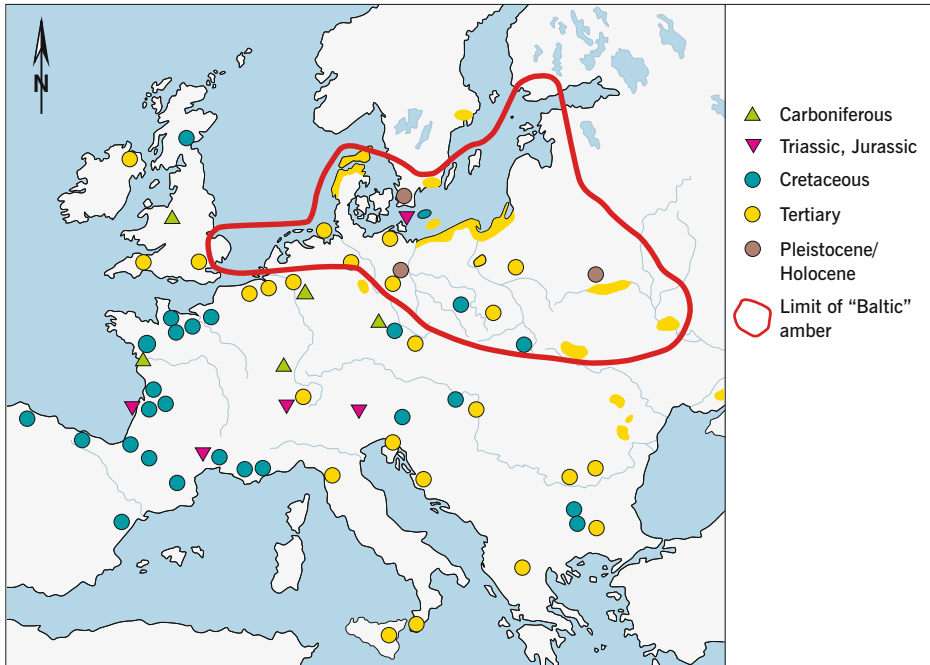 N
Carboniferous
Triassic, Jurassic
Cretaceous
Tertiary
Pleistocene/
Holocene
Limit of “Baltic”
amber